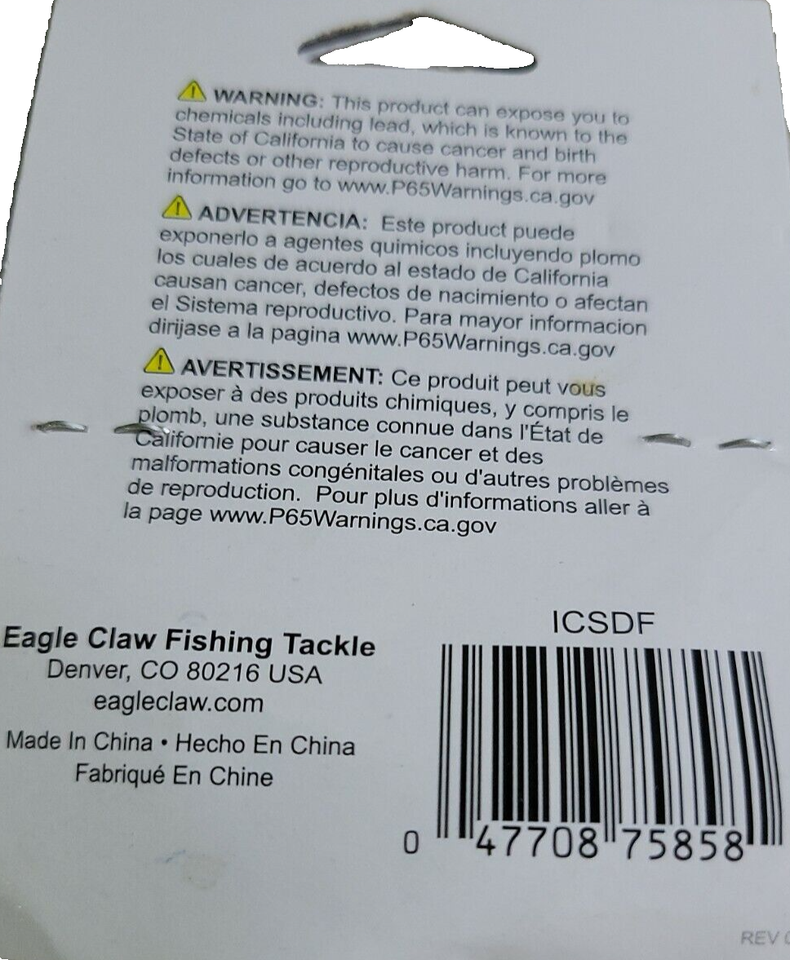 WARNING: This product can expose you to
chemicals including lead, which is known to the
State of California to cause cancer and birth
defects or other reproductive harm. For more
information go to www.P65Warnings.ca.gov
ADVERTENCIA: Este product puede
exponerlo a agentes quimicos incluyendo plomo
los cuales de acuerdo al estado de California
causan cancer, defectos de nacimiento o afectan
el Sistema reproductivo. Para mayor informacion
dirijase a la pagina www.P65Warnings.ca.gov
AVERTISSEMENT: Ce produit peut vous
exposer à des produits chimiques, y compris le
plomb, une substance connue dans l'État de
Californie pour causer le cancer et des
malformations congénitales ou d'autres problèmes
de reproduction. Pour plus d'informations aller à
la page www.P65Warnings.ca.gov
Eagle Claw Fishing Tackle
Denver, CO 80216 USA
eagleclaw.com
Made In China • Hecho En China
Fabriqué En Chine
ICSDF
0 47708 75858
REV